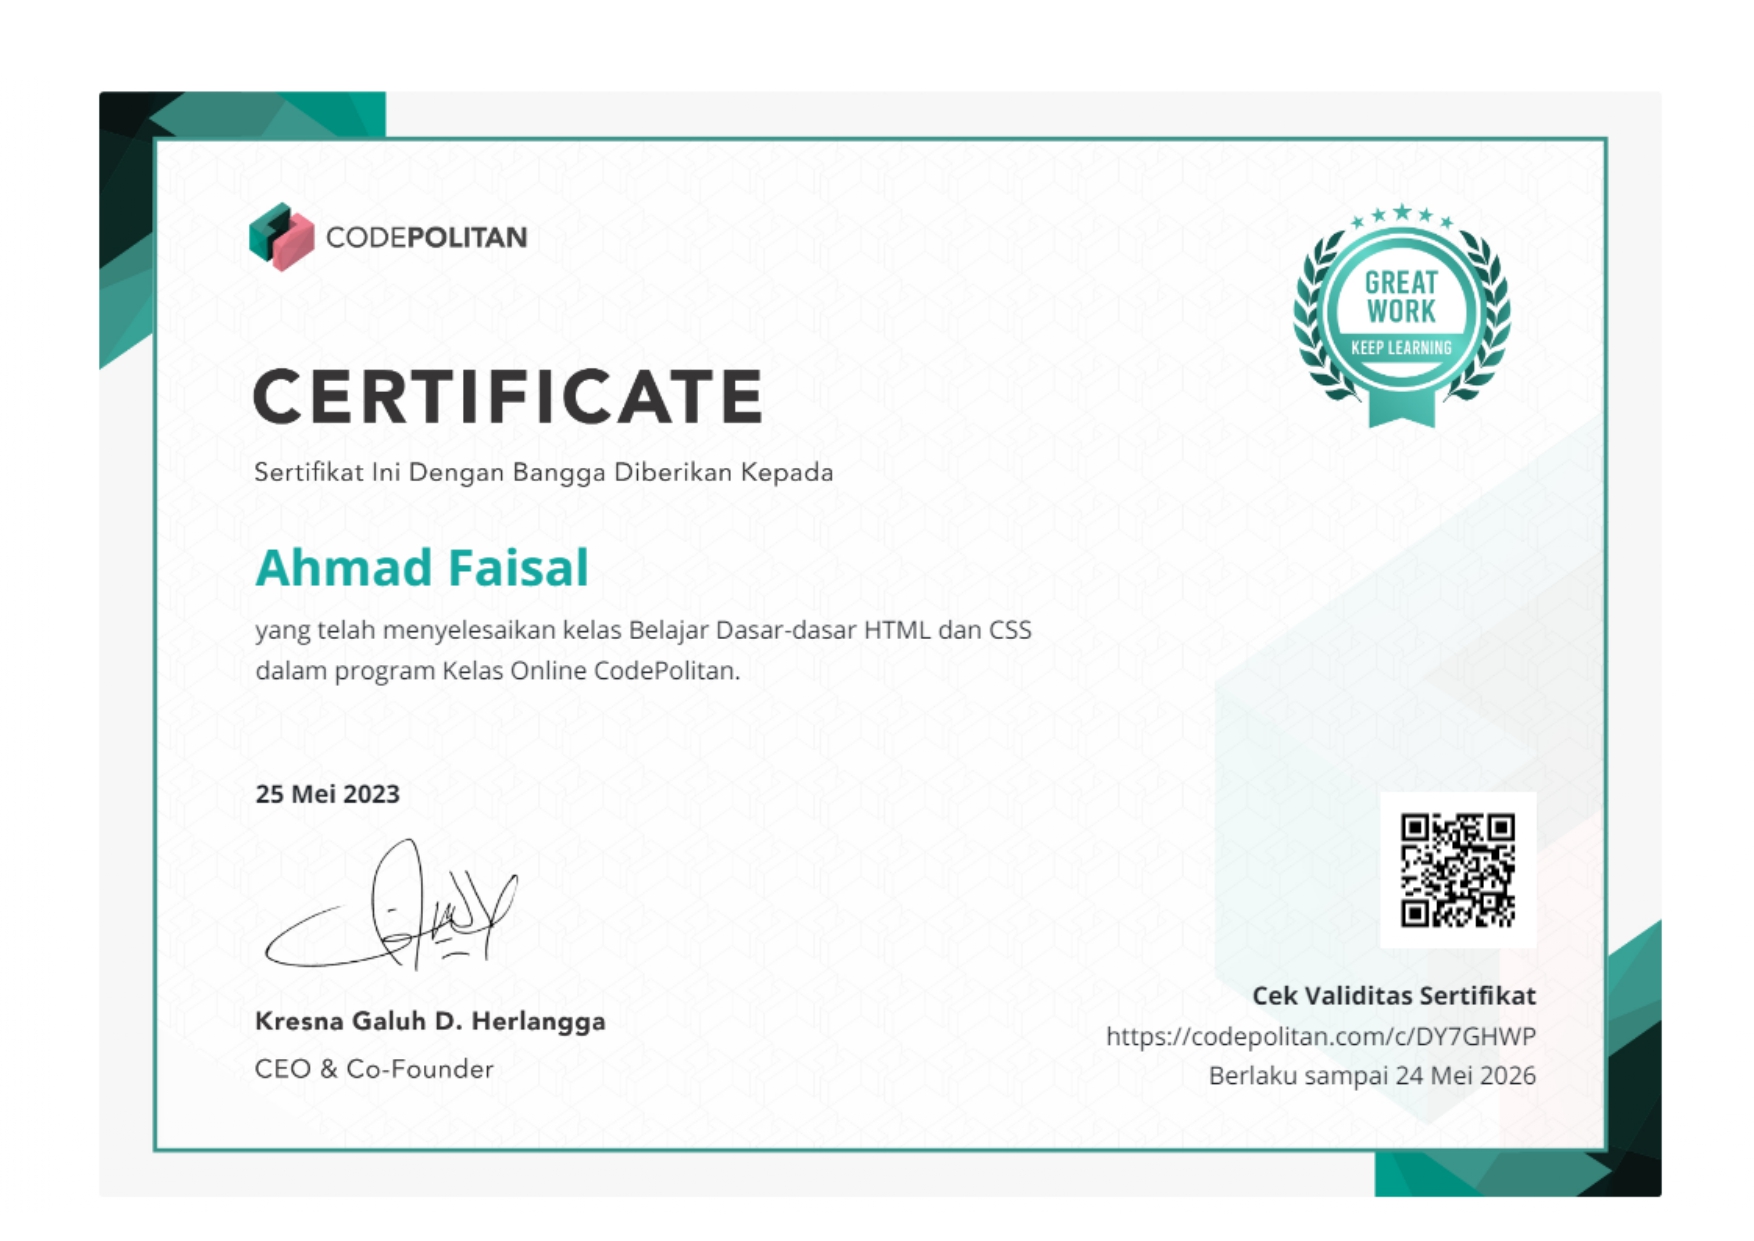 CODEPOLITAN
GREAT
WORK
KEEP LEARNING
CERTIFICATE
Sertifikat Ini Dengan Bangga Diberikan Kepada
Ahmad Faisal
yang telah menyelesaikan kelas Belajar Dasar-dasar HTML dan CSS
dalam program Kelas Online CodePolitan.
25 Mei 2023
Kresna Galuh D. Herlangga
CEO & Co-Founder
Cek Validitas Sertifikat
https://codepolitan.com/c/DY7GHWP
Berlaku sampai 24 Mei 2026